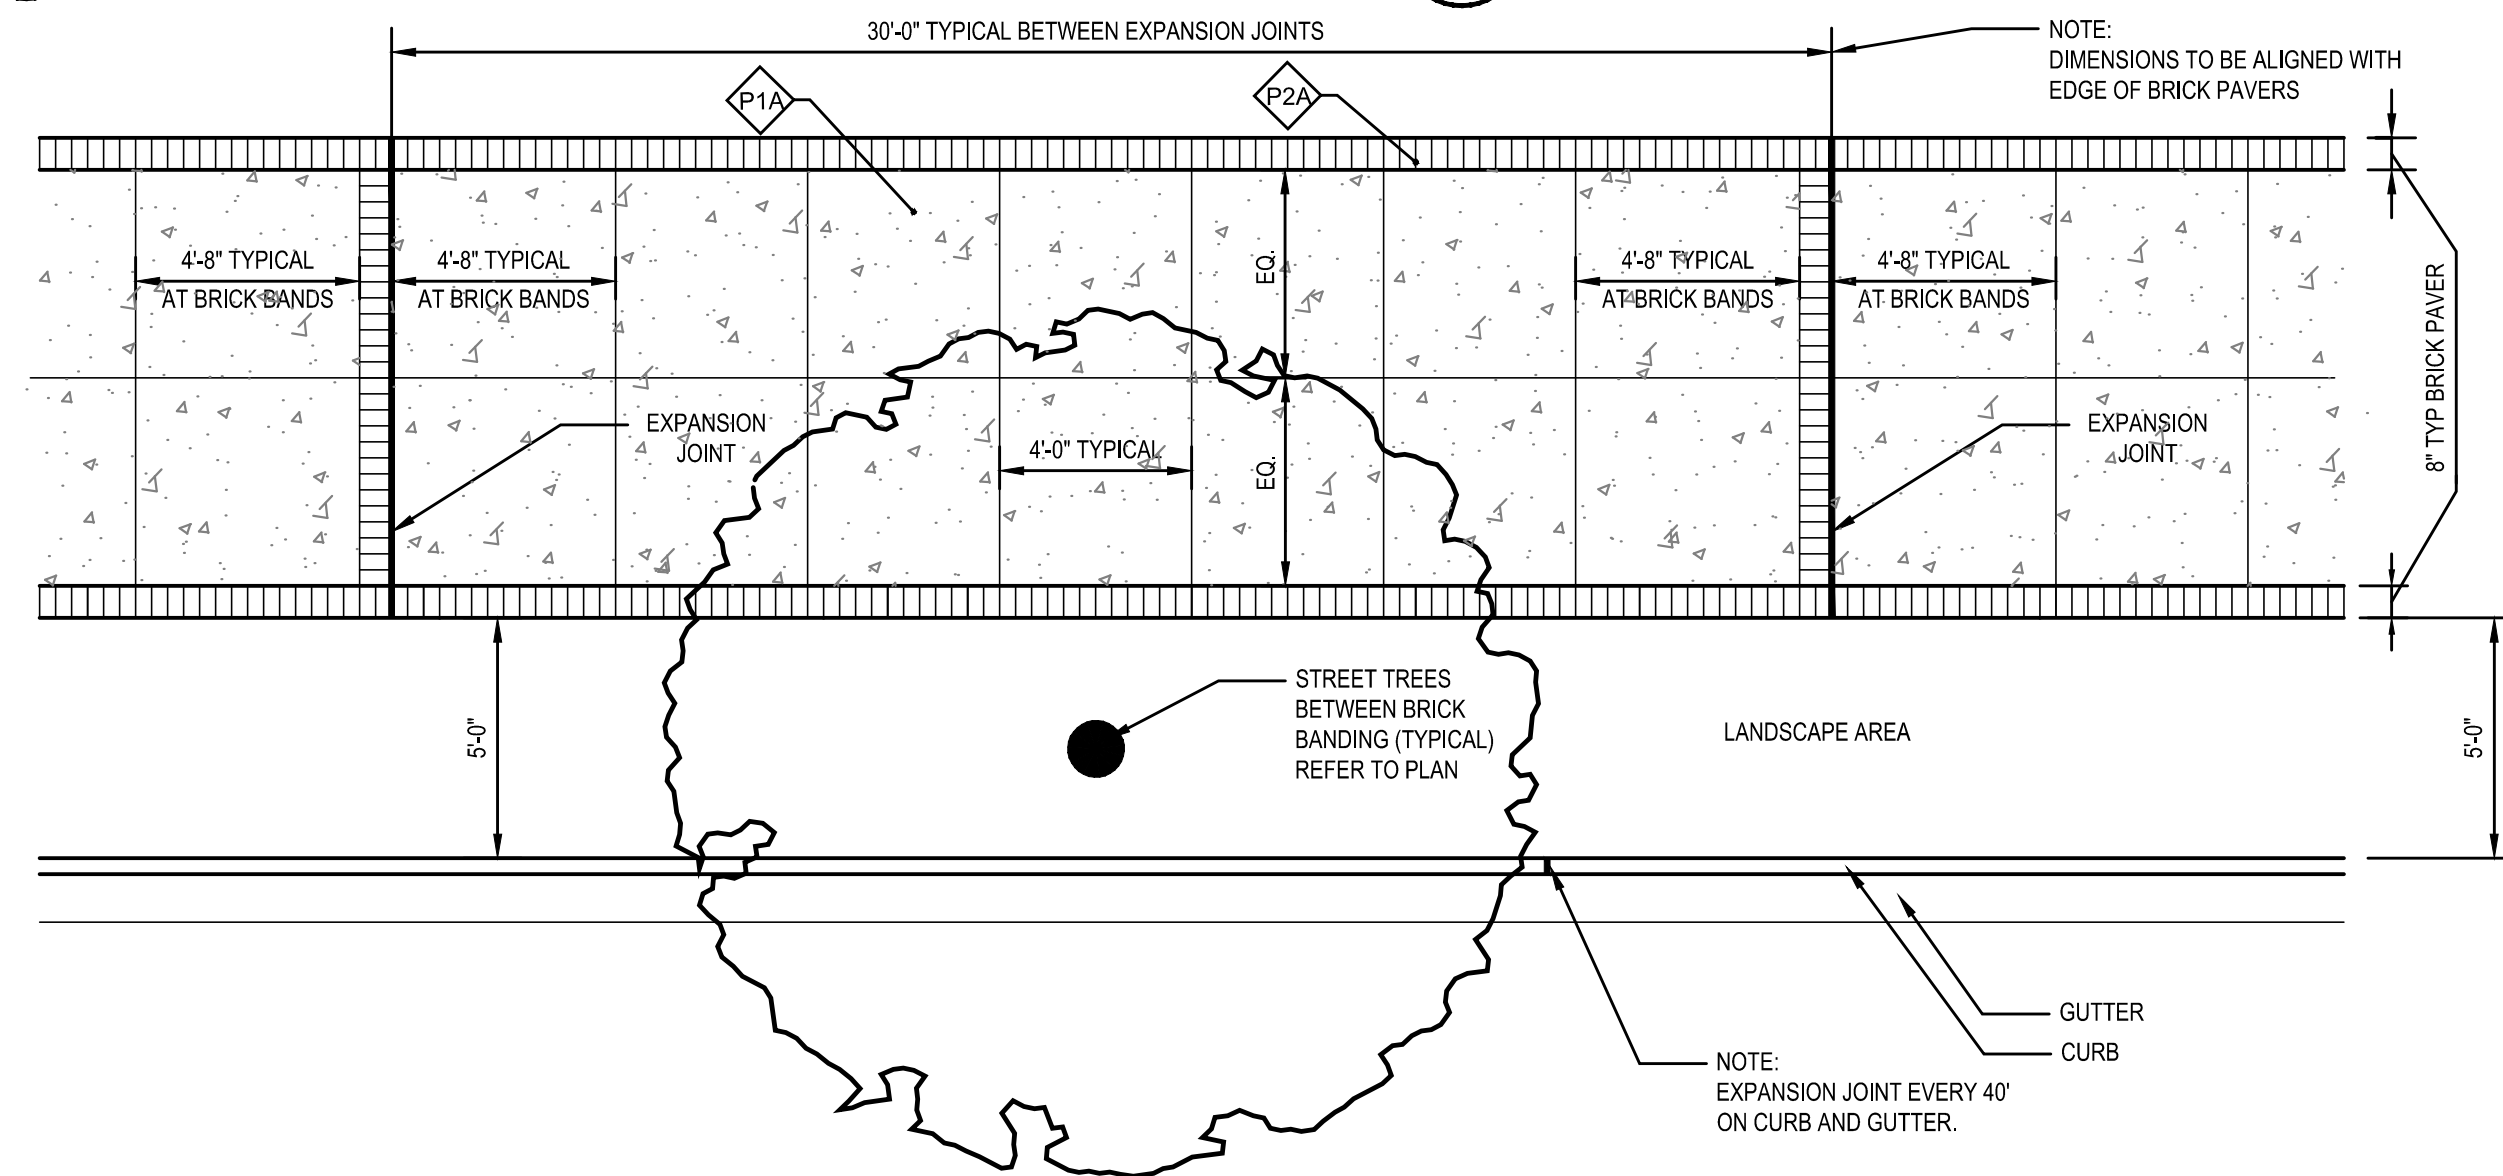 30'-0" TYPICAL BETWEEN EXPANSION JOINTS
NOTE:
DIMENSIONS TO BE ALIGNED WITH
EDGE OF BRICK PAVERS
P1A
P2A
4'-8" TYPICAL
AT BRICK BANDS
4'-8" TYPICAL
AT BRICK BANDS
EQ.
4'-8" TYPICAL
AT BRICK BANDS
4'-8" TYPICAL
AT BRICK BANDS
8" TYP BRICK PAVER
EXPANSION
JOINT
4'-0" TYPICAL
EQ.
EXPANSION
JOINT
5'-0"
STREET TREES
BETWEEN BRICK
BANDING (TYPICAL)
REFER TO PLAN
LANDSCAPE AREA
5'-0"
GUTTER
CURB
NOTE:
EXPANSION JOINT EVERY 40'
ON CURB AND GUTTER.